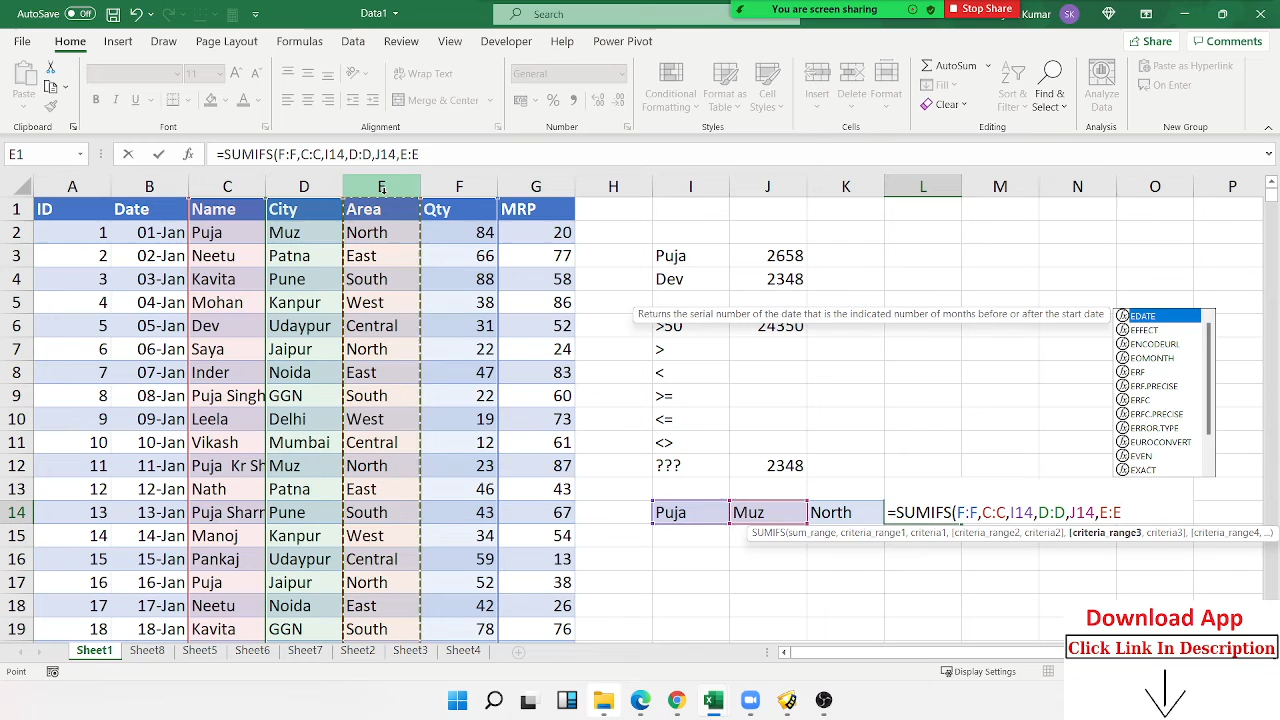 AutoSave Off Day1 Search You are screen sharing Stop Share Kumar SK
File Home Insert Draw Page Layout Formulas Data Review View Developer Help Power Pivot Share Comments
Paste General Wrap Text Merge & Center Conditional Formatting Format as Table Cell Styles Insert Delete Format AutoSum Fill Clear Sort & Filter Find & Select Analyze Data Paste as Hyperlink On Enter
Clipboard Font Alignment Number Styles Cells Editing Analysis New Group
E1 =SUMIFS(F:F,C:C,I14,D:D,J14,E:E
A B C D E F G H I J K L M N O P
1 ID Date Name City Area Qty MRP
2 1 01-Jan Puja Muz North 84 20
3 2 02-Jan Neetu Patna East 66 77 Puja 2658
4 3 03-Jan Kavita Pune South 88 58 Dev 2348
5 4 04-Jan Mohan Kanpur West 38 86
Returns the serial number of the date that is the indicated number of months before or after the start date
6 5 05-Jan Dev Udaypur Central 31 52 >50 24350
7 6 06-Jan Saya Jaipur North 22 24 >
8 7 07-Jan Inder Noida East 47 83 <
9 8 08-Jan Puja Singh GGN South 22 60 >=
10 9 09-Jan Leela Delhi West 19 73 <=
11 10 10-Jan Vikash Mumbai Central 12 61 <>
12 11 11-Jan Puja Kr Sh Muz North 23 87 ??? 2348
13 12 12-Jan Nath Patna East 46 43
14 13 13-Jan Puja Sharr Pune South 43 67 Puja Muz North =SUMIFS(F:F,C:C,I14,D:D,J14,E:E
SUMIFS(sum_range, criteria_range1, criteria1, [criteria_range2, criteria2], [criteria_range3, criteria3], [criteria_range4, ...)
15 14 14-Jan Manoj Kanpur West 34 54
16 15 15-Jan Pankaj Udaypur Central 59 13
17 16 16-Jan Puja Jaipur North 52 38
18 17 17-Jan Neetu Noida East 42 26
19 18 18-Jan Kavita GGN South 78 76
EDATE
EFFECT
ENCODEURL
EOMONTH
ERF
ERF.PRECISE
ERFC
ERFC.PRECISE
ERROR.TYPE
EUROCONVERT
EVEN
EXACT
Download App
Click Link In Description
Sheet1 Sheet8 Sheet5 Sheet6 Sheet7 Sheet2 Sheet3 Sheet4
Point Display Settings